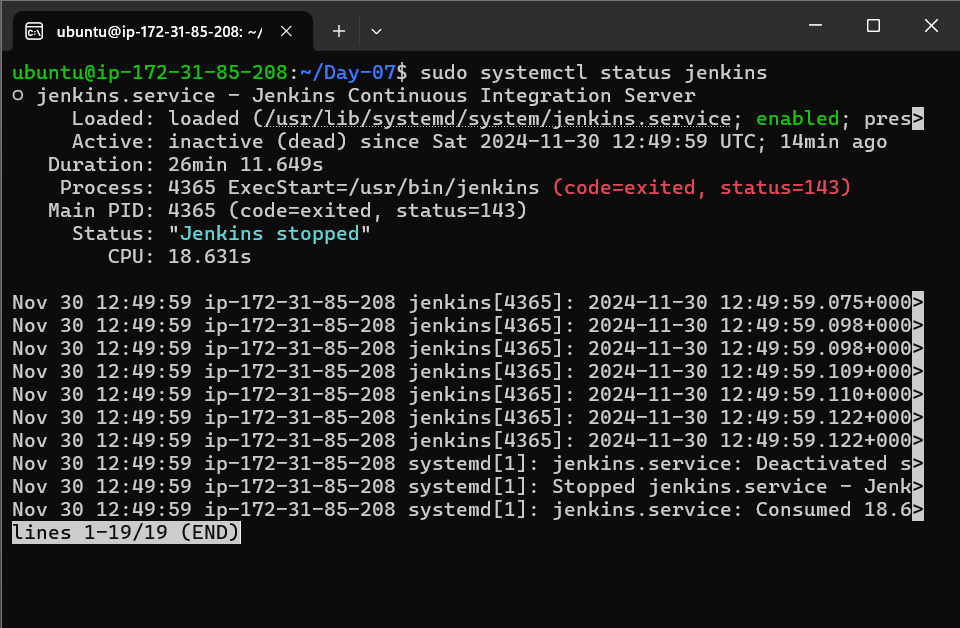 ubuntu@ip-172-31-85-208: ~/
ubuntu@ip-172-31-85-208:~/Day-07$ sudo systemctl status jenkins
○ jenkins.service - Jenkins Continuous Integration Server
     Loaded: loaded (/usr/lib/systemd/system/jenkins.service; enabled; pres>
     Active: inactive (dead) since Sat 2024-11-30 12:49:59 UTC; 14min ago
   Duration: 26min 11.649s
    Process: 4365 ExecStart=/usr/bin/jenkins (code=exited, status=143)
   Main PID: 4365 (code=exited, status=143)
     Status: "Jenkins stopped"
        CPU: 18.631s
Nov 30 12:49:59 ip-172-31-85-208 jenkins[4365]: 2024-11-30 12:49:59.075+000>
Nov 30 12:49:59 ip-172-31-85-208 jenkins[4365]: 2024-11-30 12:49:59.098+000>
Nov 30 12:49:59 ip-172-31-85-208 jenkins[4365]: 2024-11-30 12:49:59.098+000>
Nov 30 12:49:59 ip-172-31-85-208 jenkins[4365]: 2024-11-30 12:49:59.109+000>
Nov 30 12:49:59 ip-172-31-85-208 jenkins[4365]: 2024-11-30 12:49:59.110+000>
Nov 30 12:49:59 ip-172-31-85-208 jenkins[4365]: 2024-11-30 12:49:59.122+000>
Nov 30 12:49:59 ip-172-31-85-208 jenkins[4365]: 2024-11-30 12:49:59.122+000>
Nov 30 12:49:59 ip-172-31-85-208 systemd[1]: jenkins.service: Deactivated s>
Nov 30 12:49:59 ip-172-31-85-208 systemd[1]: Stopped jenkins.service - Jenk>
Nov 30 12:49:59 ip-172-31-85-208 systemd[1]: jenkins.service: Consumed 18.6>
lines 1-19/19 (END)